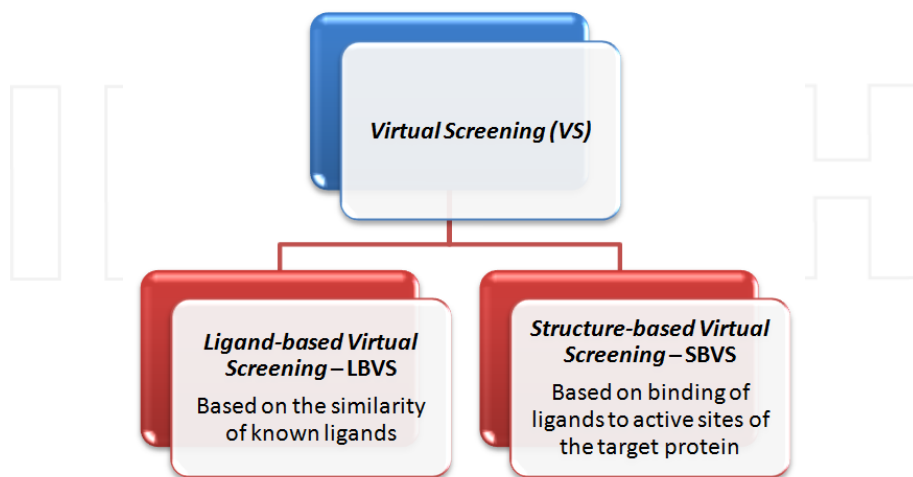 Virtual Screening (VS)
Ligand-based Virtual
Screening – LBVS
Based on the similarity
of known ligands
Structure-based Virtual
Screening – SBVS
Based on binding of
ligands to active sites of
the target protein